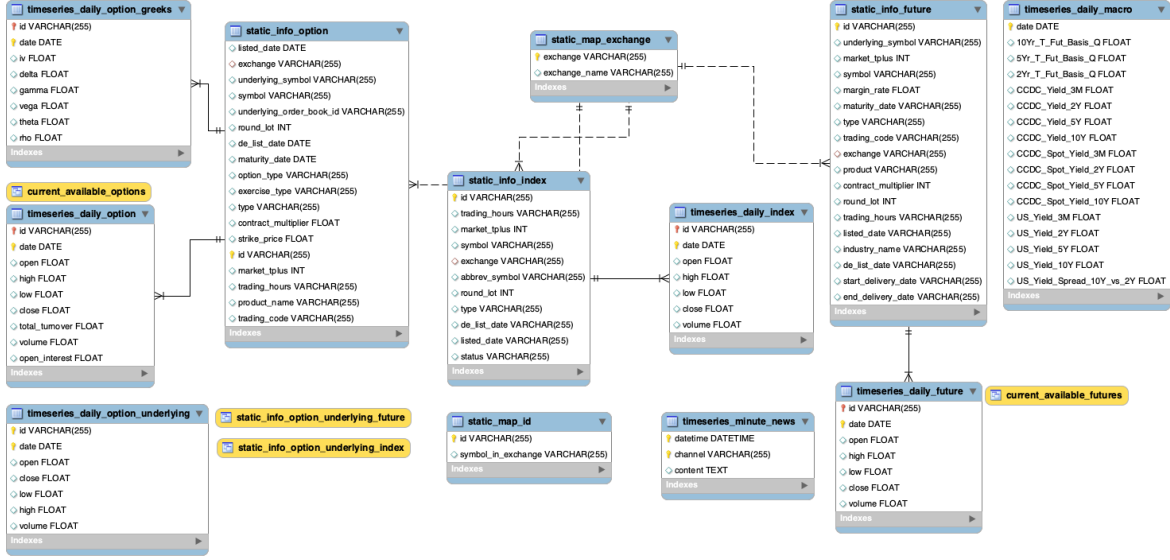 timeseries_daily_option_greeks
id VARCHAR(255)
date DATE
iv FLOAT
delta FLOAT
gamma FLOAT
vega FLOAT
theta FLOAT
rho FLOAT
Indexes
current_available_options
timeseries_daily_option
id VARCHAR(255)
date DATE
open FLOAT
high FLOAT
low FLOAT
close FLOAT
total_turnover FLOAT
volume FLOAT
open_interest FLOAT
Indexes
timeseries_daily_option_underlying
id VARCHAR(255)
date DATE
open FLOAT
close FLOAT
low FLOAT
high FLOAT
volume FLOAT
Indexes
static_info_option
listed_date DATE
exchange VARCHAR(255)
underlying_symbol VARCHAR(255)
symbol VARCHAR(255)
underlying_order_book_id VARCHAR(255)
round_lot INT
de_list_date DATE
maturity_date DATE
option_type VARCHAR(255)
exercise_type VARCHAR(255)
type VARCHAR(255)
contract_multiplier FLOAT
strike_price FLOAT
id VARCHAR(255)
market_tplus INT
trading_hours VARCHAR(255)
product_name VARCHAR(255)
trading_code VARCHAR(255)
Indexes
static_info_option_underlying_future
static_info_option_underlying_index
static_map_exchange
exchange VARCHAR(255)
exchange_name VARCHAR(255)
Indexes
static_info_index
id VARCHAR(255)
trading_hours VARCHAR(255)
market_tplus INT
symbol VARCHAR(255)
exchange VARCHAR(255)
abbrev_symbol VARCHAR(255)
round_lot INT
type VARCHAR(255)
de_list_date VARCHAR(255)
listed_date VARCHAR(255)
status VARCHAR(255)
Indexes
static_map_id
id VARCHAR(255)
symbol_in_exchange VARCHAR(255)
Indexes
timeseries_daily_index
id VARCHAR(255)
date DATE
open FLOAT
high FLOAT
low FLOAT
close FLOAT
volume FLOAT
Indexes
timeseries_minute_news
datetime DATETIME
channel VARCHAR(255)
content TEXT
Indexes
static_info_future
id VARCHAR(255)
underlying_symbol VARCHAR(255)
market_tplus INT
symbol VARCHAR(255)
margin_rate FLOAT
maturity_date VARCHAR(255)
type VARCHAR(255)
trading_code VARCHAR(255)
exchange VARCHAR(255)
product VARCHAR(255)
contract_multiplier INT
round_lot INT
trading_hours VARCHAR(255)
listed_date VARCHAR(255)
industry_name VARCHAR(255)
de_list_date VARCHAR(255)
start_delivery_date VARCHAR(255)
end_delivery_date VARCHAR(255)
Indexes
timeseries_daily_future
id VARCHAR(255)
date DATE
open FLOAT
high FLOAT
low FLOAT
close FLOAT
volume FLOAT
Indexes
timeseries_daily_macro
date DATE
10Yr_T_Fut_Basis_Q FLOAT
5Yr_T_Fut_Basis_Q FLOAT
2Yr_T_Fut_Basis_Q FLOAT
CCDC_Yield_3M FLOAT
CCDC_Yield_2Y FLOAT
CCDC_Yield_5Y FLOAT
CCDC_Yield_10Y FLOAT
CCDC_Spot_Yield_3M FLOAT
CCDC_Spot_Yield_2Y FLOAT
CCDC_Spot_Yield_5Y FLOAT
CCDC_Spot_Yield_10Y FLOAT
US_Yield_3M FLOAT
US_Yield_2Y FLOAT
US_Yield_5Y FLOAT
US_Yield_10Y FLOAT
US_Yield_Spread_10Y_vs_2Y FLOAT
Indexes
current_available_futures